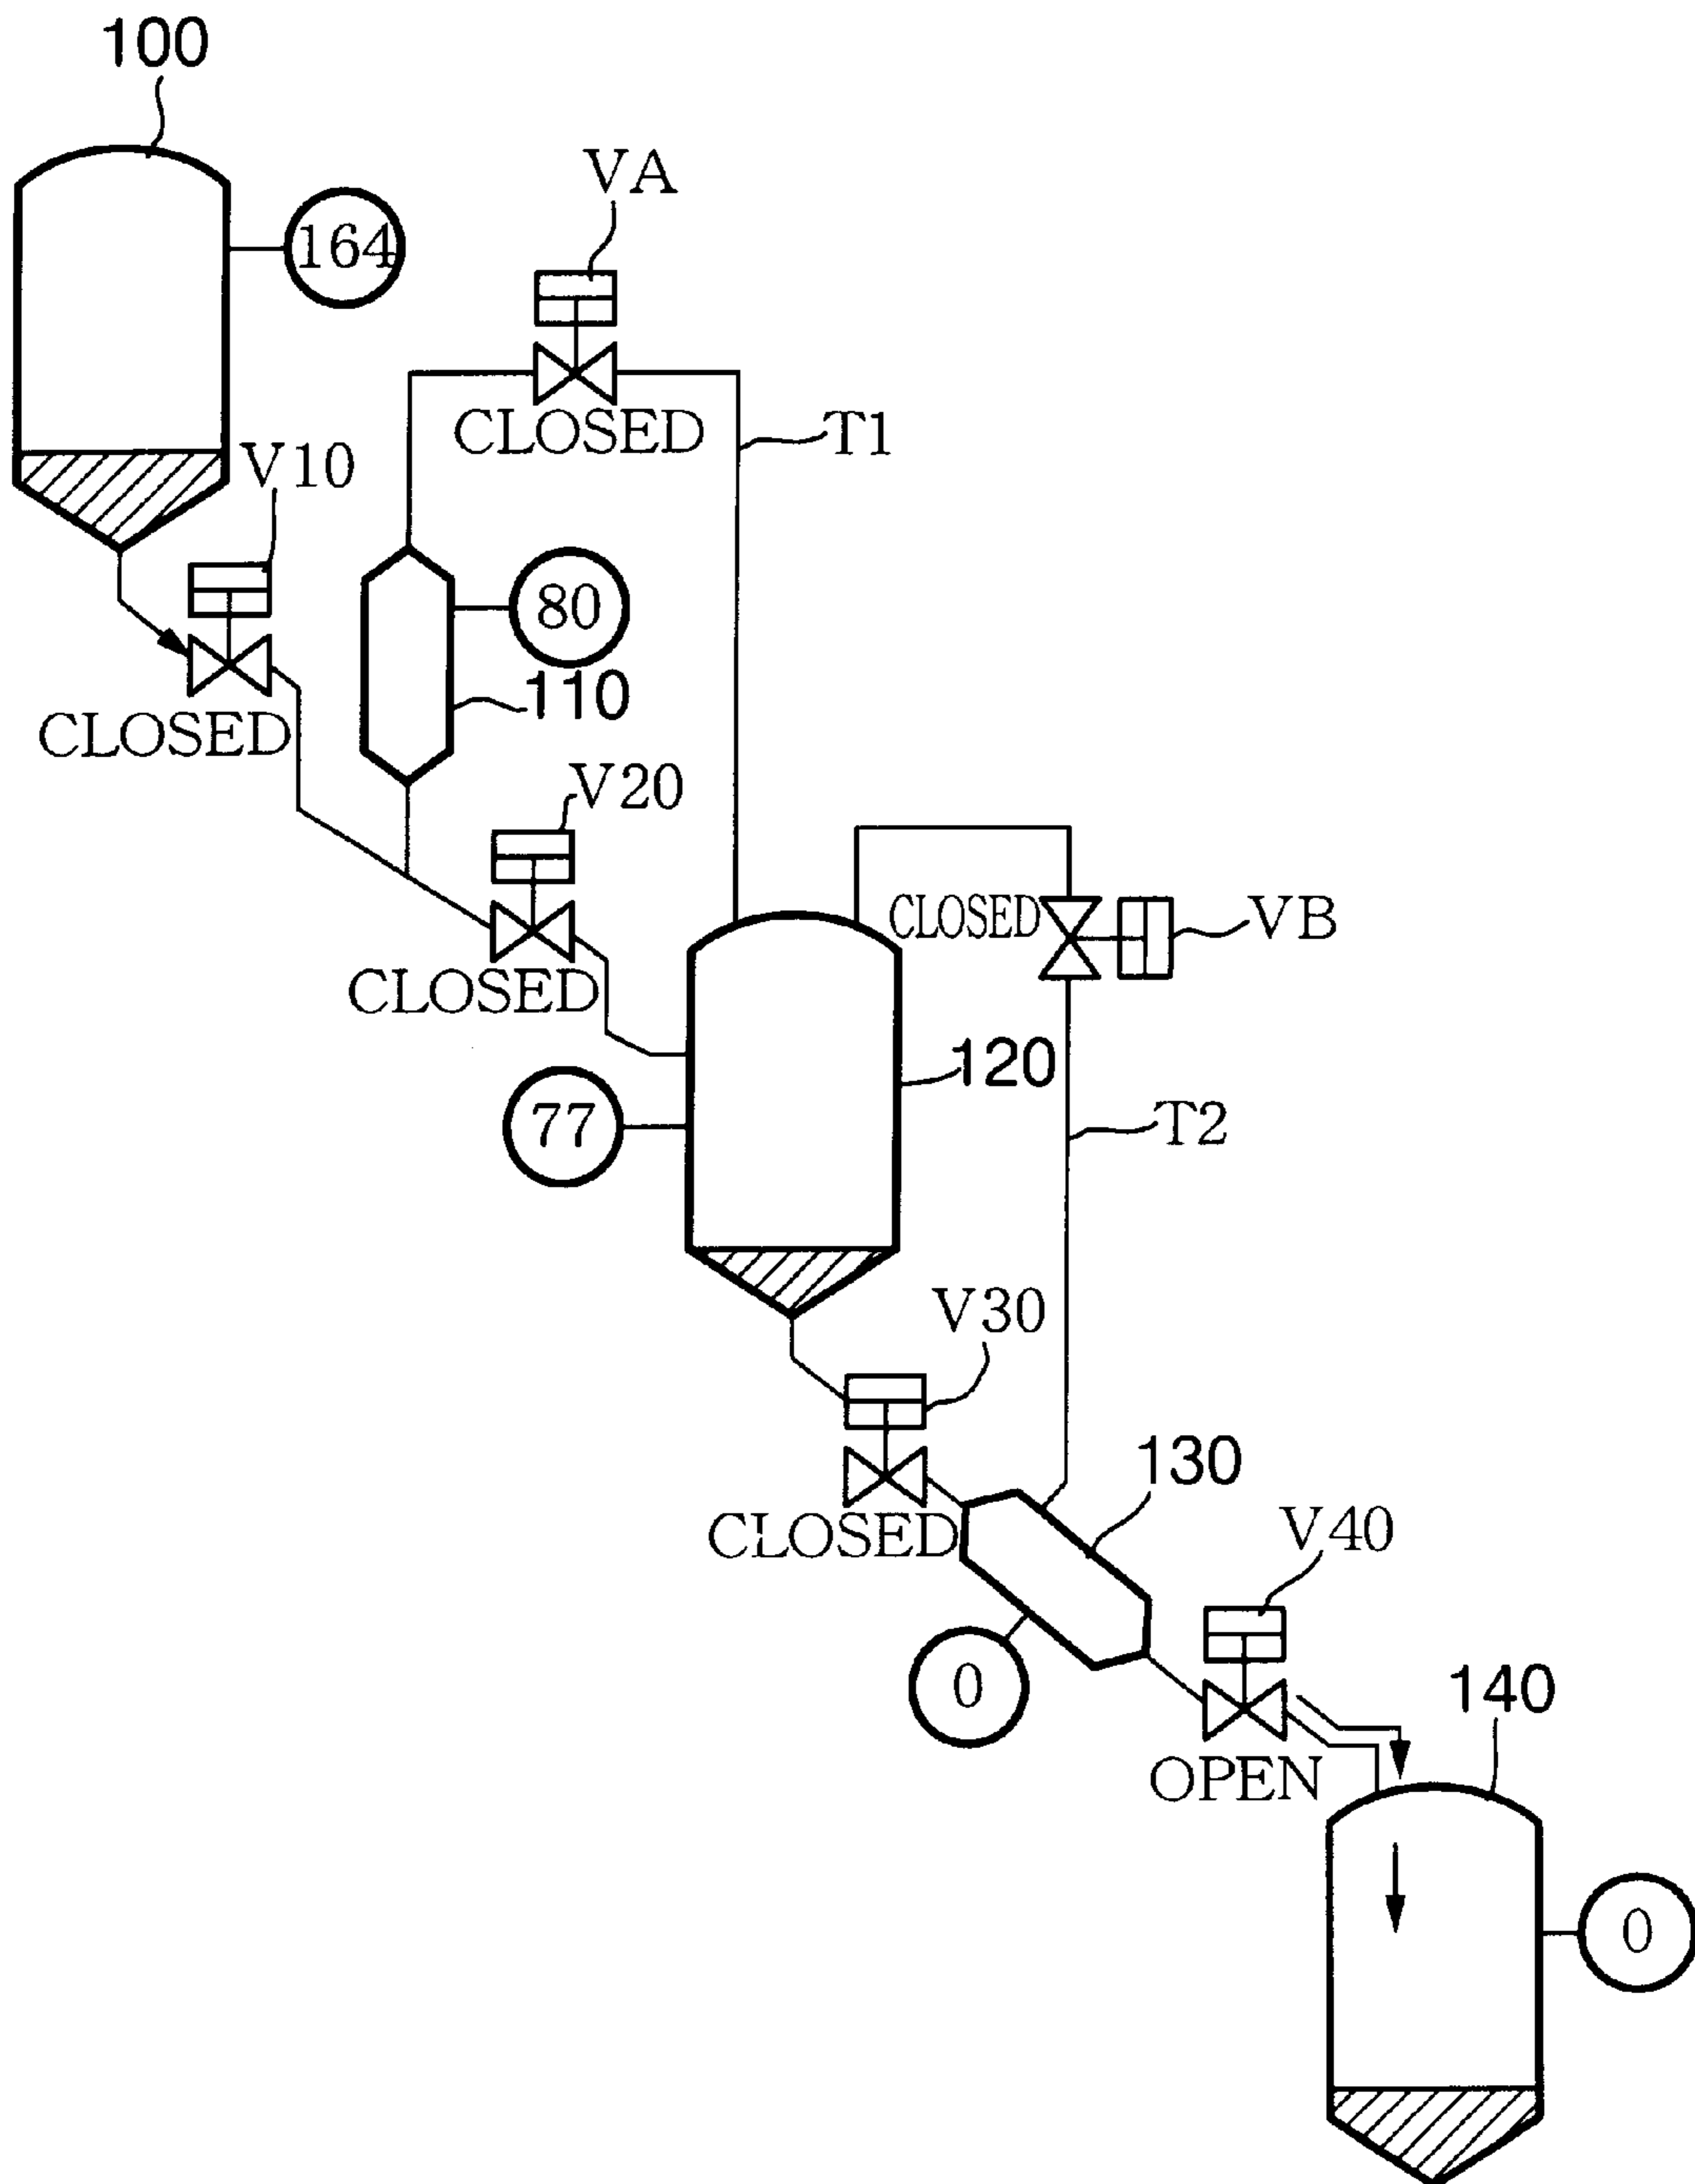 100
VA
164
CLOSED
T1
V10
80
110
CLOSED
V20
CLOSED
VB
CLOSED
120
77
T2
V30
130
CLOSED
V40
0
140
OPEN
0